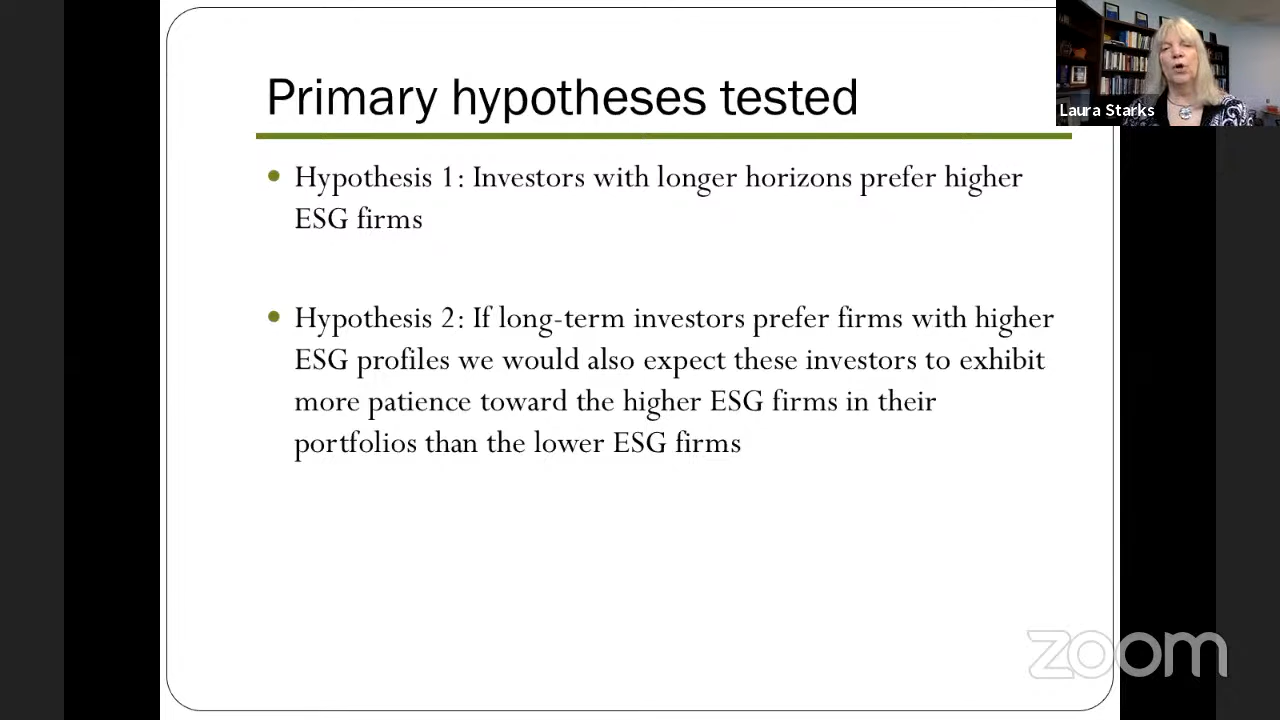 Primary hypotheses tested
Laura Starks
Hypothesis 1: Investors with longer horizons prefer higher
ESG firms
Hypothesis 2: If long-term investors prefer firms with higher
ESG profiles we would also expect these investors to exhibit
more patience toward the higher ESG firms in their
portfolios than the lower ESG firms
zoom